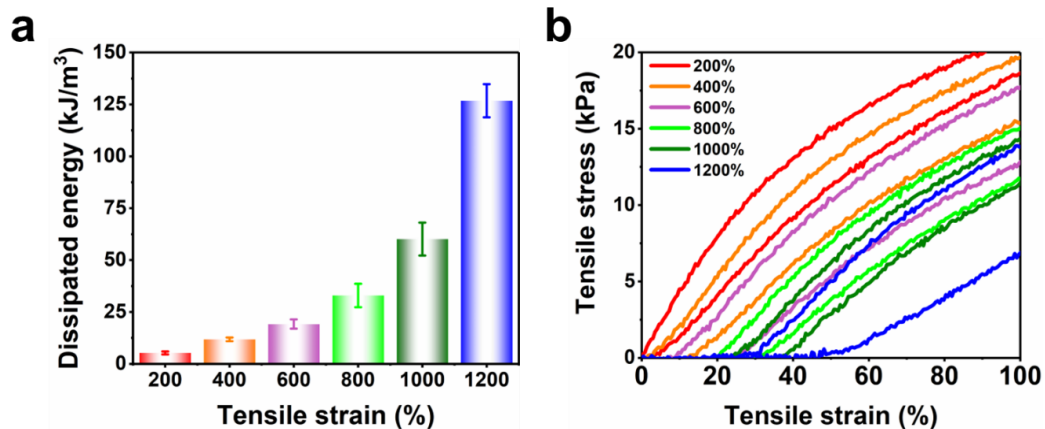 a
150
125
100
75
50
25
0
Dissipated energy (kJ/m³)
200 400 600 800 1000 1200
Tensile strain (%)
b
20
15
10
5
0
Tensile stress (kPa)
200%
400%
600%
800%
1000%
1200%
0 20 40 60 80 100
Tensile strain (%)